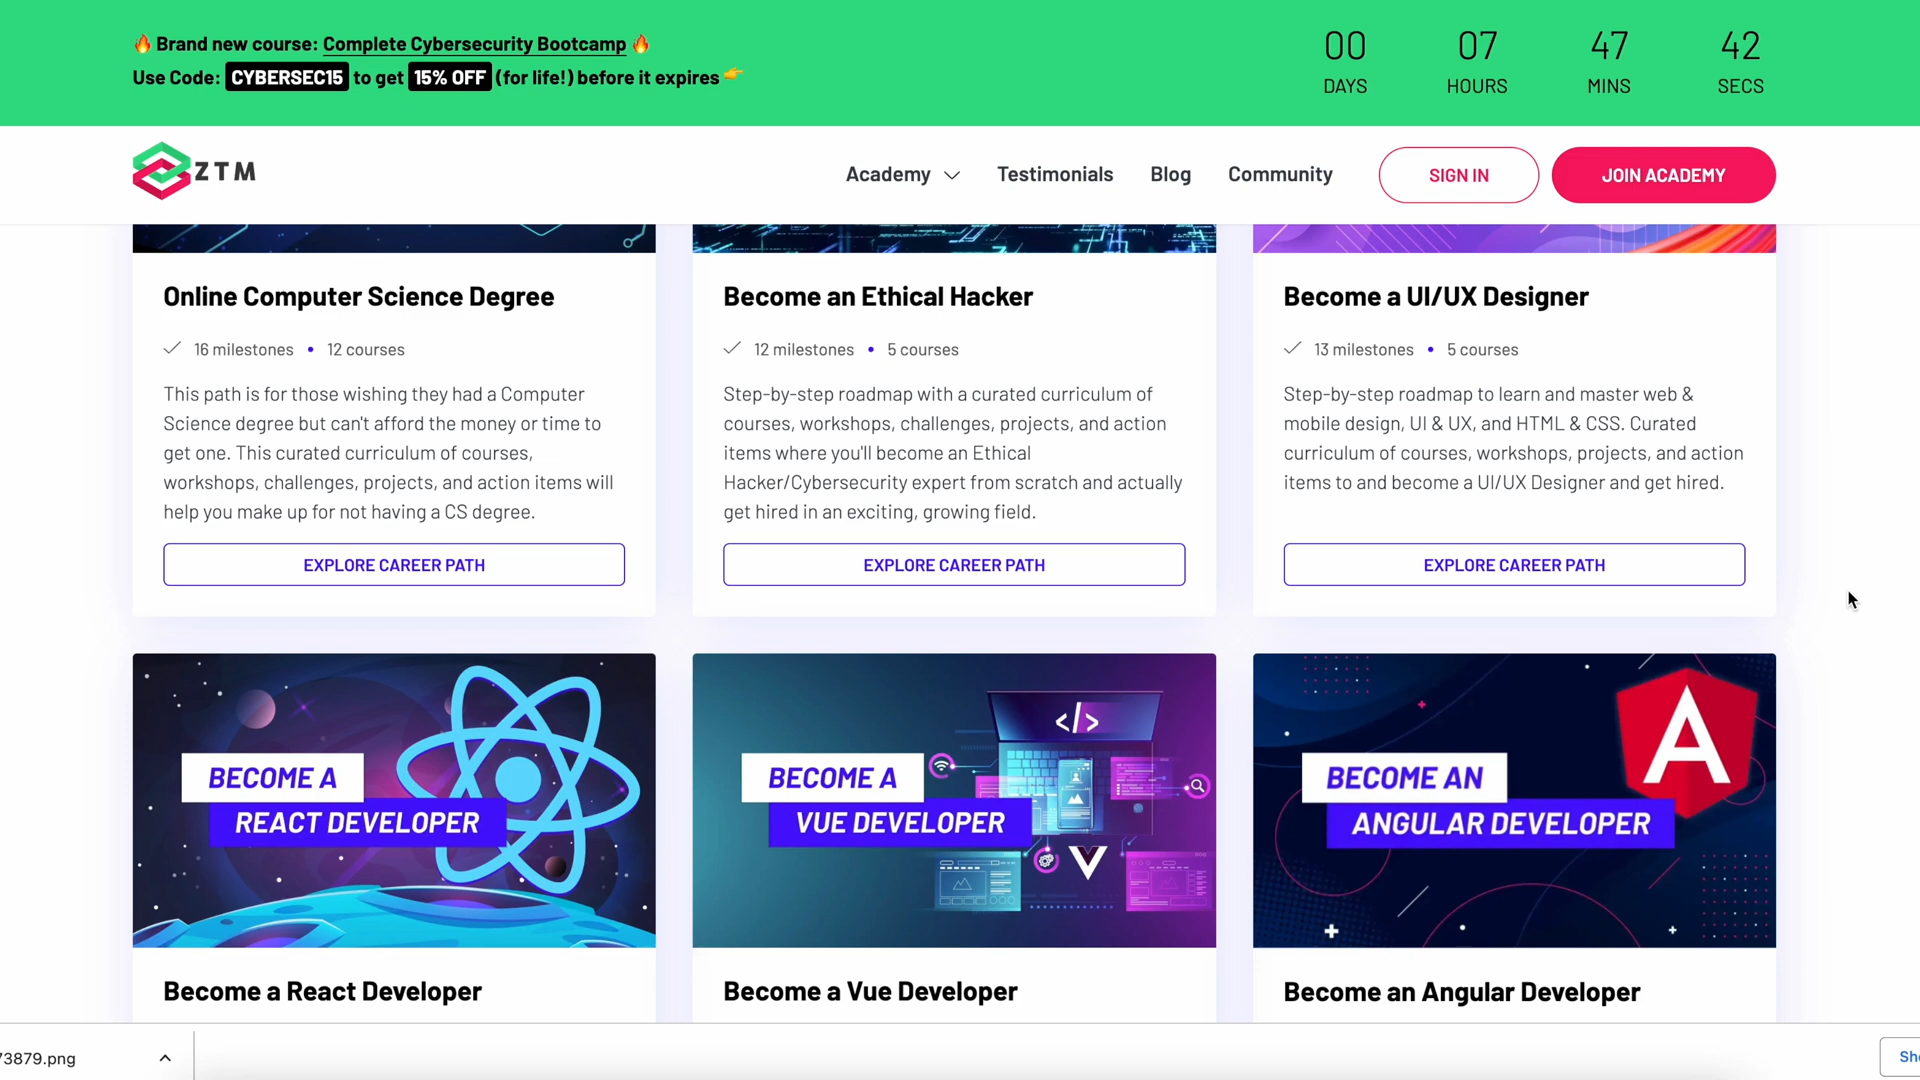 🔥 Brand new course: Complete Cybersecurity Bootcamp 🔥
Use Code: CYBERSEC15 to get 15% OFF (for life!) before it expires 👉
00 07 47 42
DAYS HOURS MINS SECS
ZTM
Academy Testimonials Blog Community SIGN IN JOIN ACADEMY
Online Computer Science Degree
16 milestones • 12 courses
This path is for those wishing they had a Computer
Science degree but can't afford the money or time to
get one. This curated curriculum of courses,
workshops, challenges, projects, and action items will
help you make up for not having a CS degree.
EXPLORE CAREER PATH
Become an Ethical Hacker
12 milestones • 5 courses
Step-by-step roadmap with a curated curriculum of
courses, workshops, challenges, projects, and action
items where you'll become an Ethical
Hacker/Cybersecurity expert from scratch and actually
get hired in an exciting, growing field.
EXPLORE CAREER PATH
Become a UI/UX Designer
13 milestones • 5 courses
Step-by-step roadmap to learn and master web &
mobile design, UI & UX, and HTML & CSS. Curated
curriculum of courses, workshops, projects, and action
items to and become a UI/UX Designer and get hired.
EXPLORE CAREER PATH
BECOME A
REACT DEVELOPER
Become a React Developer
</>
BECOME A
VUE DEVELOPER
Become a Vue Developer
A
BECOME AN
ANGULAR DEVELOPER
Become an Angular Developer
73879.png